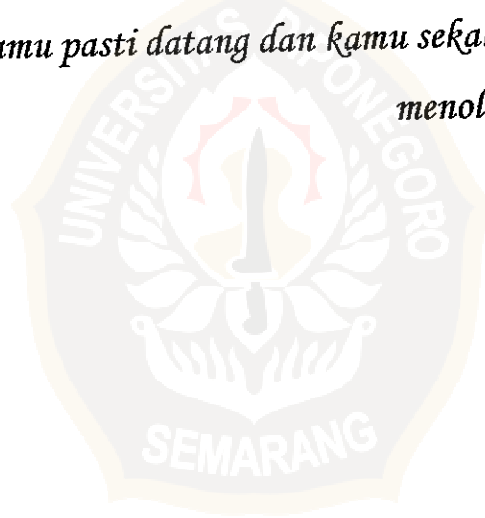 amu pasti datang dan kamu seka
menol
UNIVERSITAS DIPONEGORO
SEMARANG